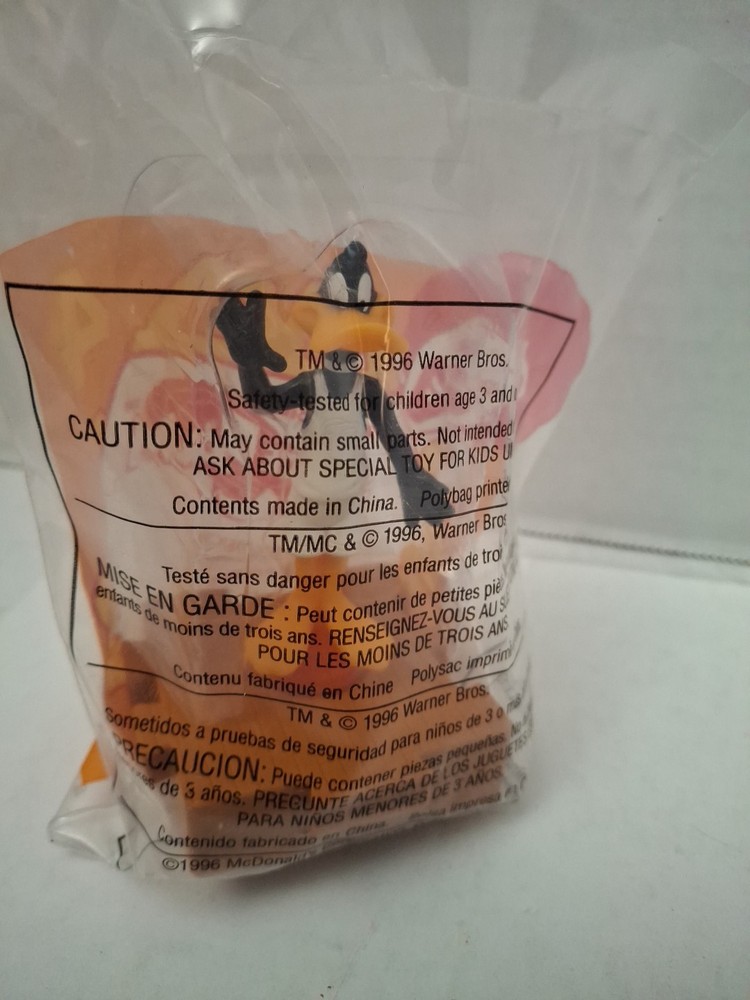 TM & © 1996 Warner Bros.
Safety-tested for children age 3 and
CAUTION: May contain small parts. Not intended
ASK ABOUT SPECIAL TOY FOR KIDS U
Contents made in China. Polybag printe
TM/MC & © 1996, Warner Bros
Testé sans danger pour les enfants de troi
MISE EN GARDE : Peut contenir de petites piè
enfants de moins de trois ans. RENSEIGNEZ-VOUS AU S
POUR LES MOINS DE TROIS ANS
Contenu fabriqué en Chine Polysac imprim
TM & © 1996 Warner Bros.
Sometidos a pruebas de seguridad para niños de 3 o
PRECAUCION: Puede contener piezas pequeñas.
de 3 años. PREGUNTE ACERCA DE LOS JUGUETES
PARA NIÑOS MENORES DE 3 AÑOS
Contenido fabricado en China. Bolsa impresa
©1996 McDonald's